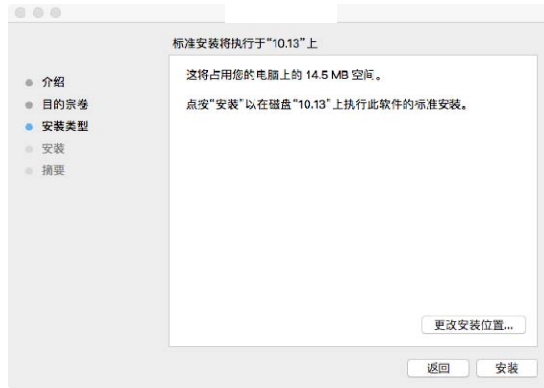 标准安装将执行于“10.13”上
介绍
目的宗卷
安装类型
安装
摘要
这将占用您的电脑上的 14.5 MB 空间。
点按“安装”以在磁盘“10.13”上执行此软件的标准安装。
更改安装位置...
返回
安装